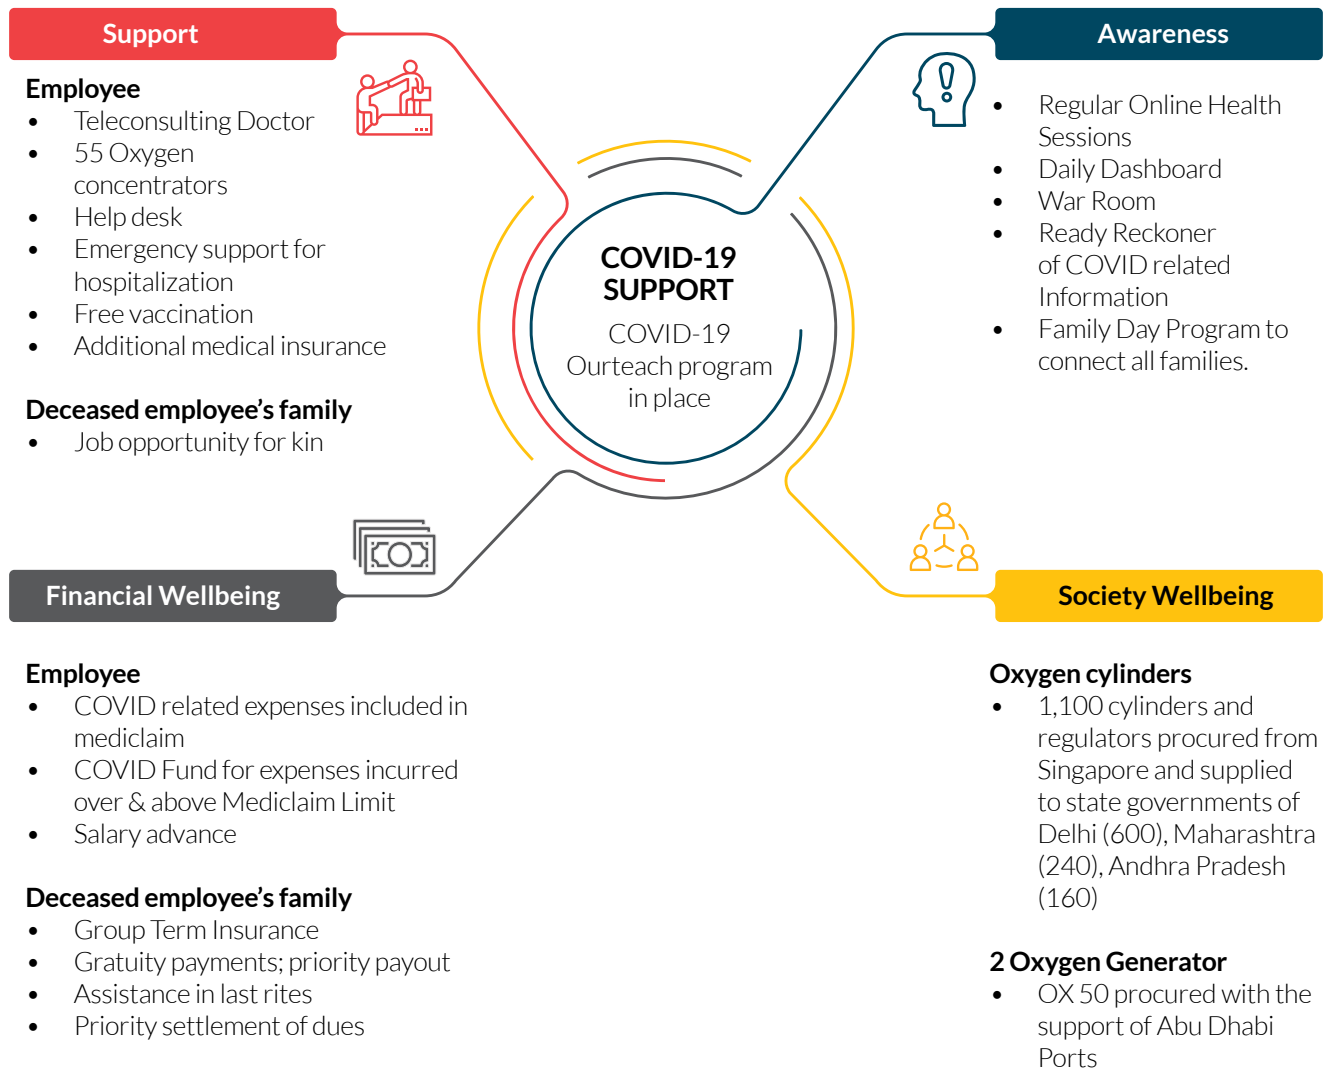 Support
Employee
• Teleconsulting Doctor
• 55 Oxygen
concentrators
• Help desk
• Emergency support for
hospitalization
• Free vaccination
• Additional medical insurance
Deceased employee's family
• Job opportunity for kin
Awareness
• Regular Online Health
Sessions
• Daily Dashboard
• War Room
• Ready Reckoner
of COVID related
Information
• Family Day Program to
connect all families.
COVID-19
SUPPORT
COVID-19
Ourteach program
in place
Financial Wellbeing
Employee
• COVID related expenses included in
mediclaim
• COVID Fund for expenses incurred
over & above Mediclaim Limit
• Salary advance
Deceased employee's family
• Group Term Insurance
• Gratuity payments; priority payout
• Assistance in last rites
• Priority settlement of dues
Society Wellbeing
Oxygen cylinders
• 1,100 cylinders and
regulators procured from
Singapore and supplied
to state governments of
Delhi (600), Maharashtra
(240), Andhra Pradesh
(160)
2 Oxygen Generator
• OX 50 procured with the
support of Abu Dhabi
Ports